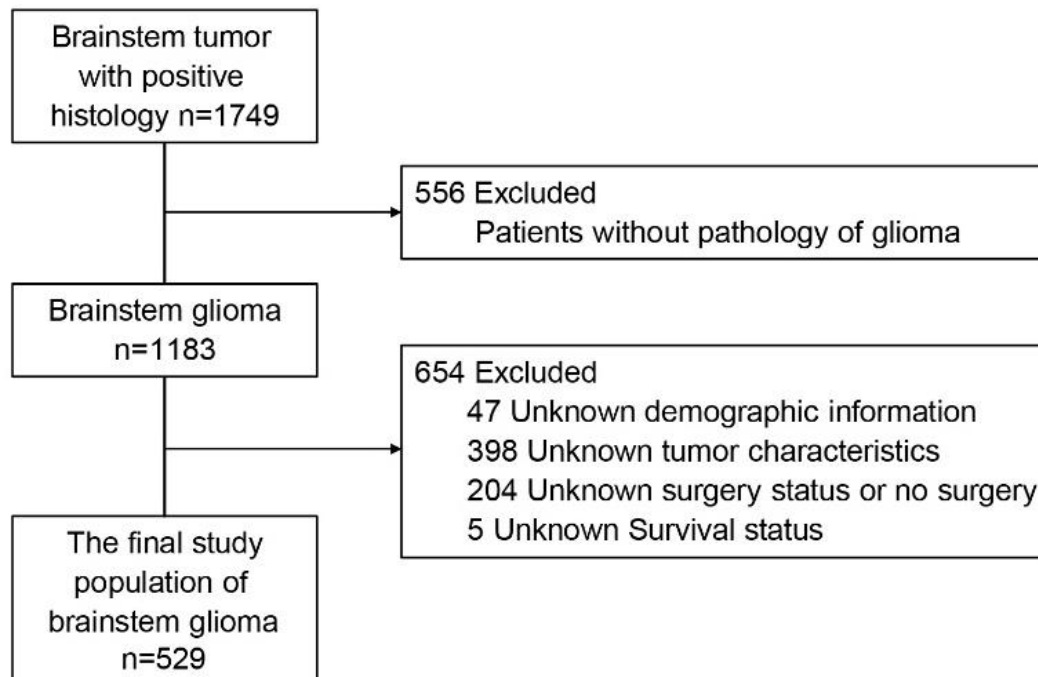 Brainstem tumor
with positive
histology n=1749
556 Excluded
Patients without pathology of glioma
Brainstem glioma
n=1183
654 Excluded
47 Unknown demographic information
398 Unknown tumor characteristics
204 Unknown surgery status or no surgery
5 Unknown Survival status
The final study
population of
brainstem glioma
n=529